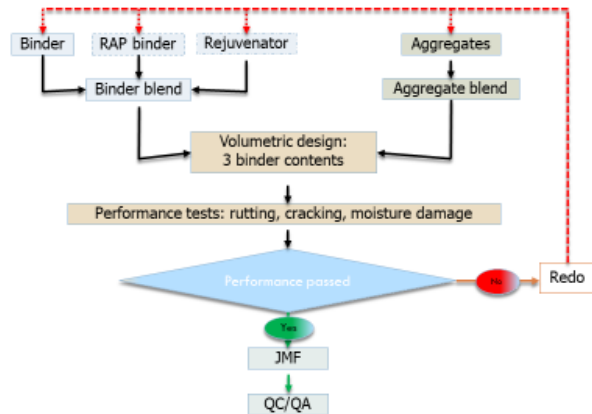 Binder
RAP binder
Rejuvenator
Aggregates
Binder blend
Aggregate blend
Volumetric design:
3 binder contents
Performance tests: rutting, cracking, moisture damage
Performance passed
No
Redo
Yes
JMF
QC/QA